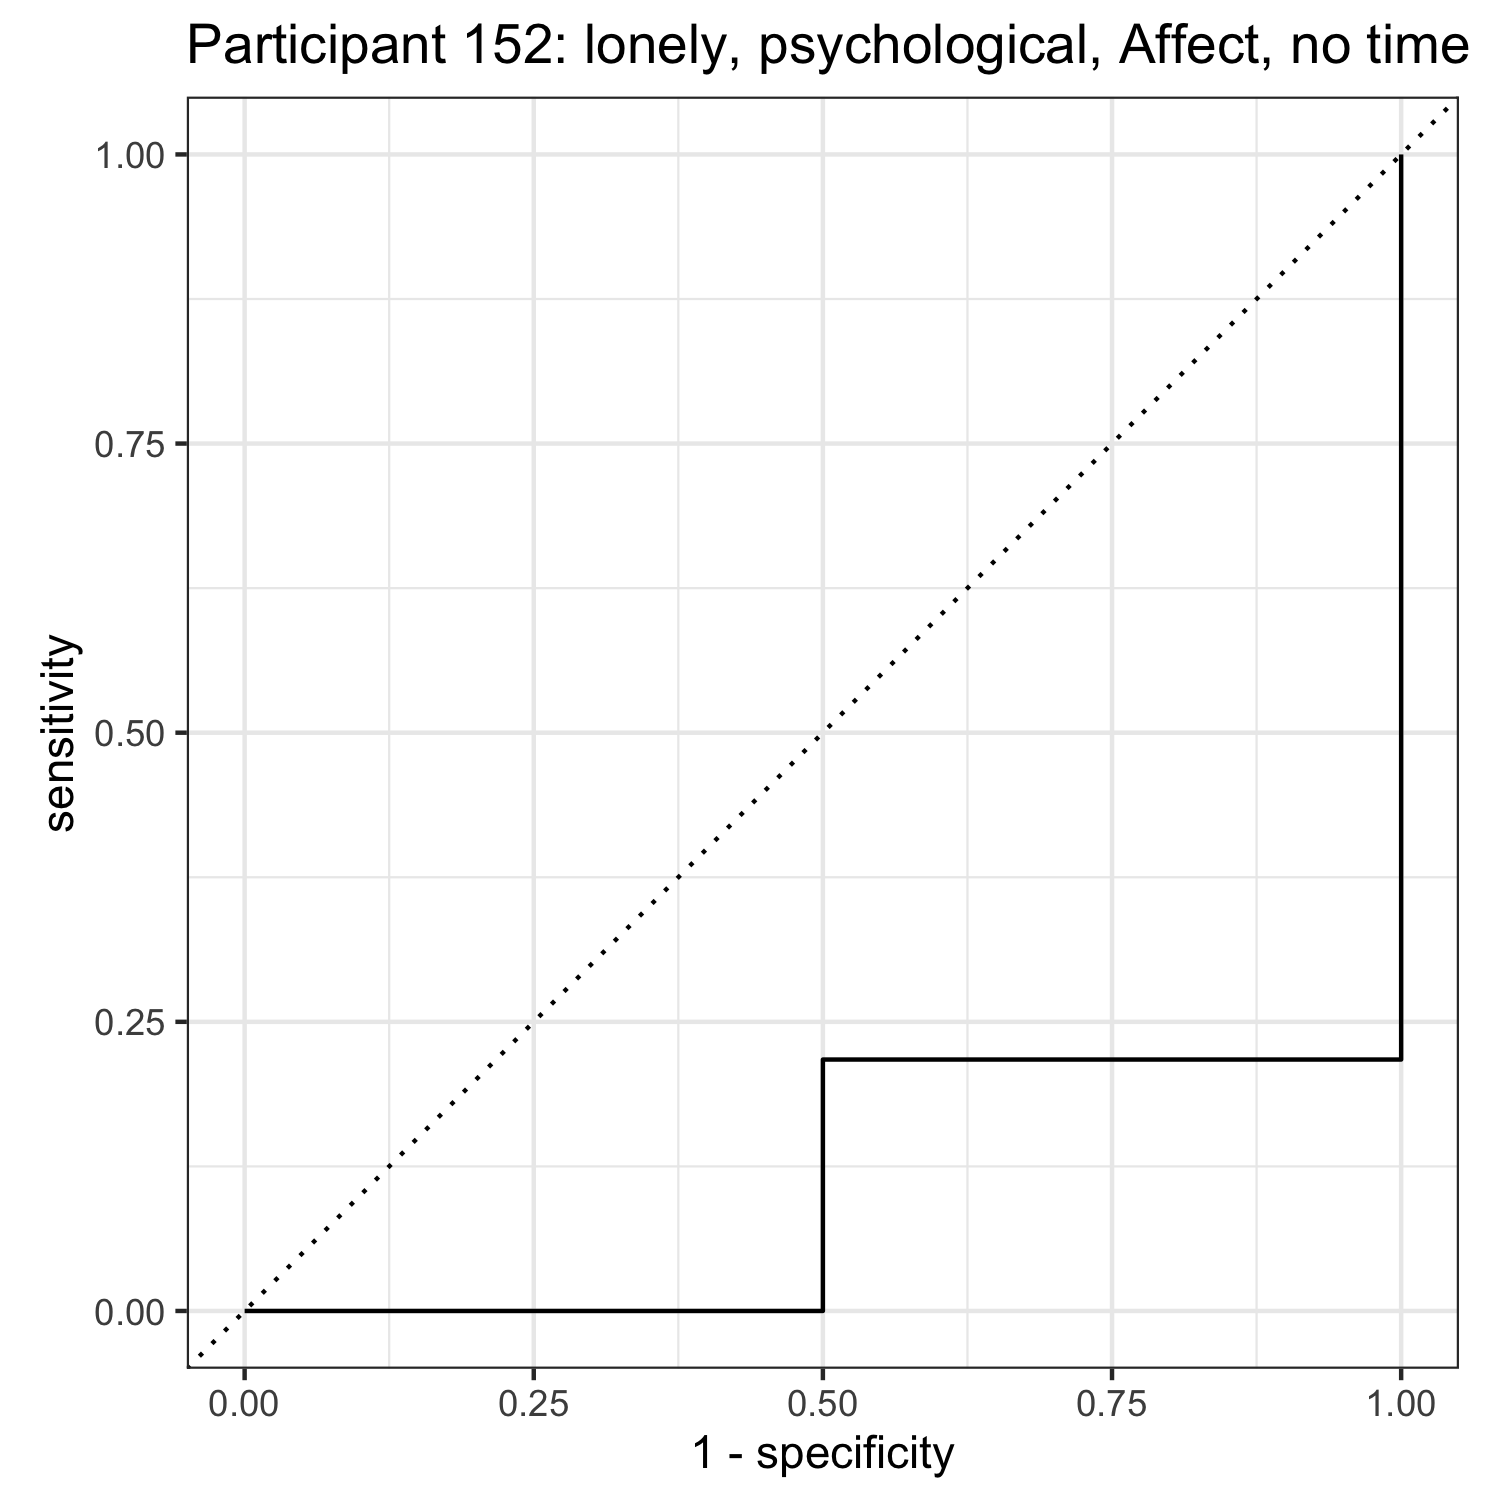 Participant 152: lonely, psychological, Affect, no time
1.00
0.75
0.50
0.25
0.00
sensitivity
0.00 0.25 0.50 0.75 1.00
1 - specificity